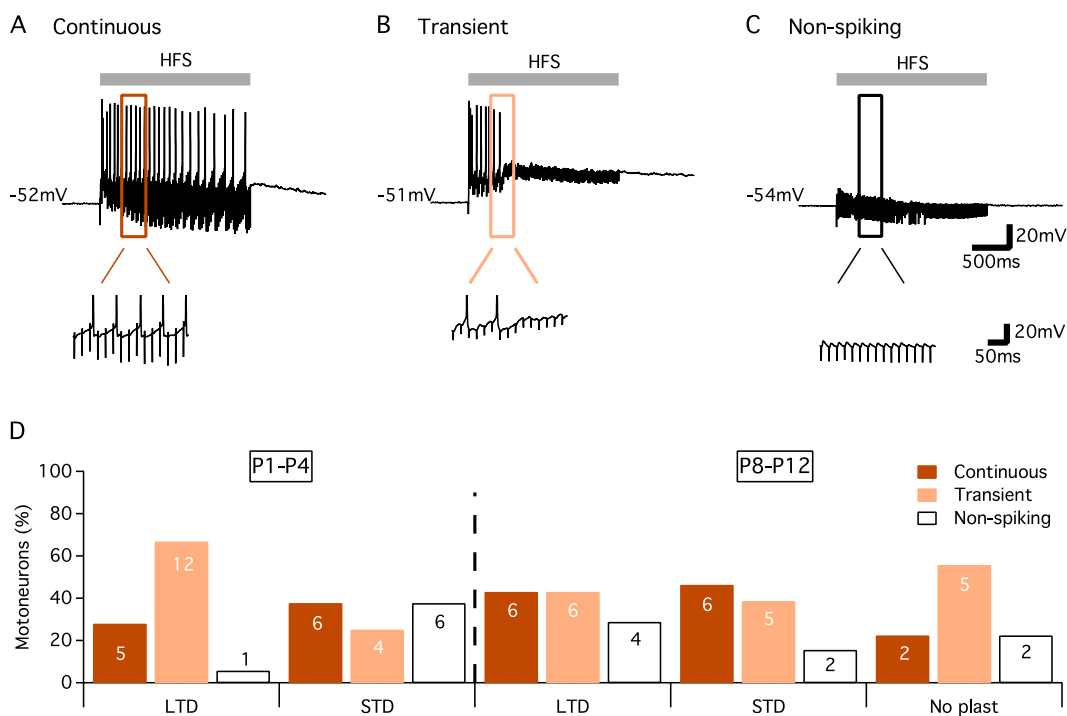 A Continuous
B Transient
C Non-spiking
HFS
HFS
HFS
-52mV
-51mV
-54mV
20mV
500ms
20mV
50ms
D
P1-P4
P8-P12
Continuous
Transient
Non-spiking
Motoneurons (%)
100
80
60
40
20
0
5
12
1
6
4
6
6
6
4
6
5
2
2
5
2
LTD
STD
LTD
STD
No plast